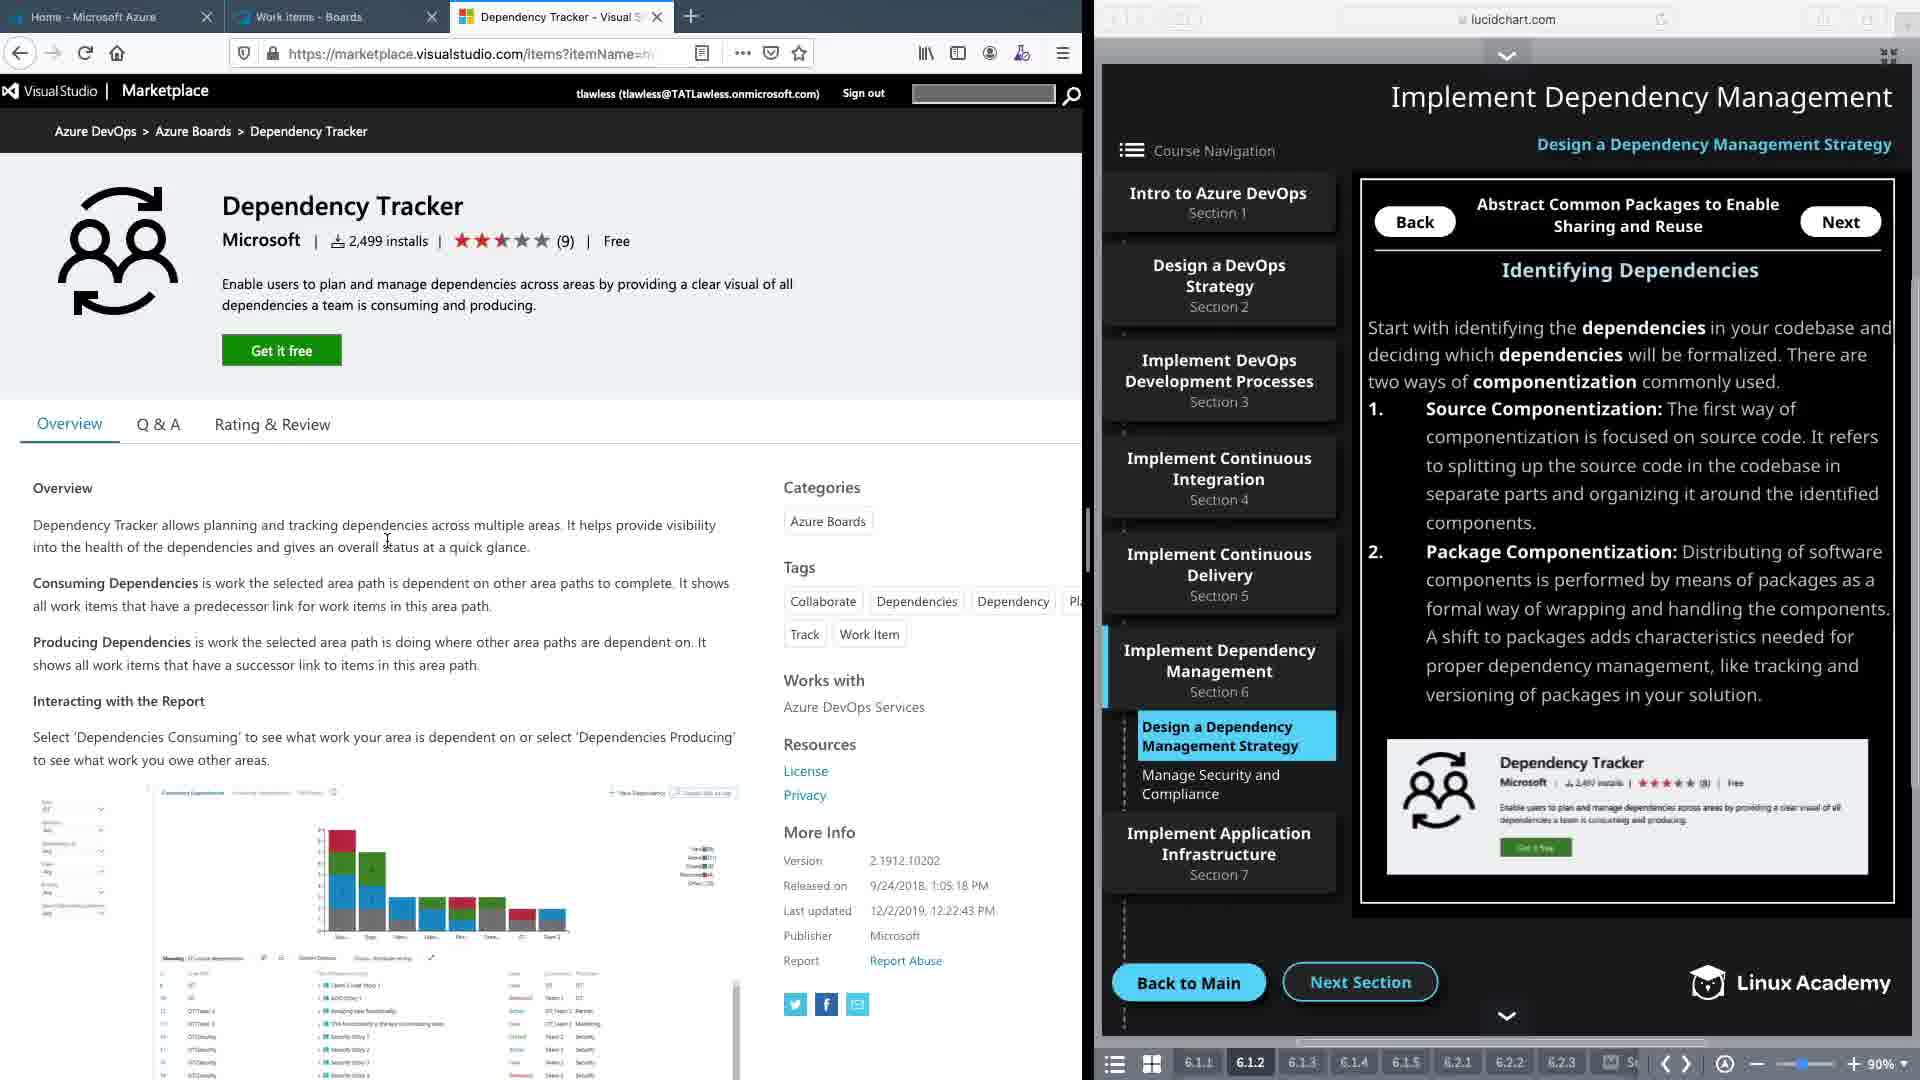 Home - Microsoft Azure
Work items - Boards
Dependency Tracker - Visual S
https://marketplace.visualstudio.com/items?itemName=m
Visual Studio | Marketplace
tlawless (tlawless@TATLawless.onmicrosoft.com)
Sign out
Azure DevOps > Azure Boards > Dependency Tracker
Dependency Tracker
Microsoft | 2,499 installs | (9) | Free
Enable users to plan and manage dependencies across areas by providing a clear visual of all
dependencies a team is consuming and producing.
Get it free
Overview
Q & A
Rating & Review
Overview
Dependency Tracker allows planning and tracking dependencies across multiple areas. It helps provide visibility
into the health of the dependencies and gives an overall status at a quick glance.
Consuming Dependencies is work the selected area path is dependent on other area paths to complete. It shows
all work items that have a predecessor link for work items in this area path.
Producing Dependencies is work the selected area path is doing where other area paths are dependent on. It
shows all work items that have a successor link to items in this area path.
Interacting with the Report
Select 'Dependencies Consuming' to see what work your area is dependent on or select 'Dependencies Producing'
to see what work you owe other areas.
Categories
Azure Boards
Tags
Collaborate
Dependencies
Dependency
Track
Work Item
Works with
Azure DevOps Services
Resources
License
Privacy
More Info
Version 2.1912.10202
Released on 9/24/2018, 1:05:18 PM
Last updated 12/2/2019, 12:22:43 PM
Publisher Microsoft
Report Report Abuse
lucidchart.com
Implement Dependency Management
Design a Dependency Management Strategy
Course Navigation
Intro to Azure DevOps
Section 1
Design a DevOps
Strategy
Section 2
Implement DevOps
Development Processes
Section 3
Implement Continuous
Integration
Section 4
Implement Continuous
Delivery
Section 5
Implement Dependency
Management
Section 6
Design a Dependency
Management Strategy
Manage Security and
Compliance
Implement Application
Infrastructure
Section 7
Back
Abstract Common Packages to Enable
Sharing and Reuse
Next
Identifying Dependencies
Start with identifying the dependencies in your codebase and
deciding which dependencies will be formalized. There are
two ways of componentization commonly used.
1. Source Componentization: The first way of
componentization is focused on source code. It refers
to splitting up the source code in the codebase in
separate parts and organizing it around the identified
components.
2. Package Componentization: Distributing of software
components is performed by means of packages as a
formal way of wrapping and handling the components.
A shift to packages adds characteristics needed for
proper dependency management, like tracking and
versioning of packages in your solution.
Dependency Tracker
Microsoft | 2,497 installs | (8) | Free
Enable users to plan and manage dependencies across areas by providing a clear visual of all
dependencies a team is consuming and producing.
Get it free
Back to Main
Next Section
Linux Academy
6.1.1
6.1.2
6.1.3
6.1.4
6.1.5
6.2.1
6.2.2
6.2.3
90%